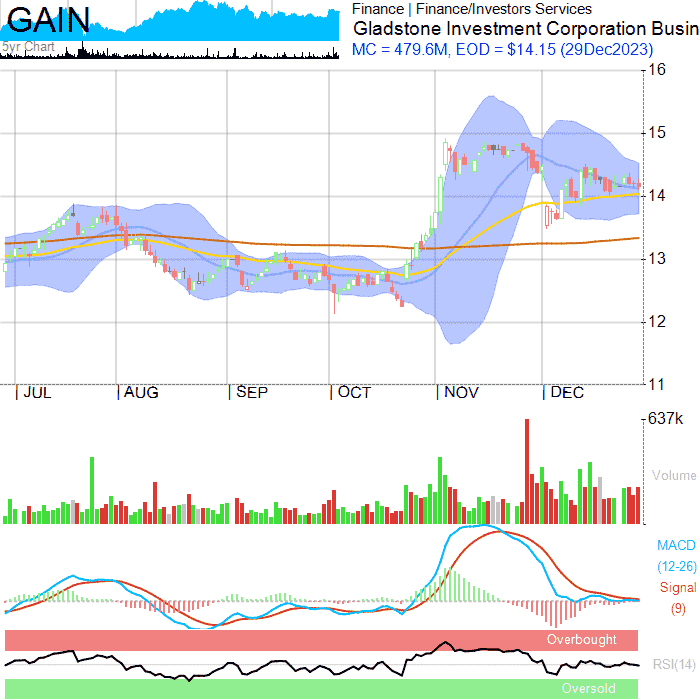 GAIN
5yr Chart
Finance | Finance/Investors Services
Gladstone Investment Corporation Busin
MC = 479.6M, EOD = $14.15 (29Dec2023)
16
15
14
13
12
11
JUL AUG SEP OCT NOV DEC
637k
Volume
MACD
(12-26)
Signal
(9)
Overbought
RSI(14)
Oversold